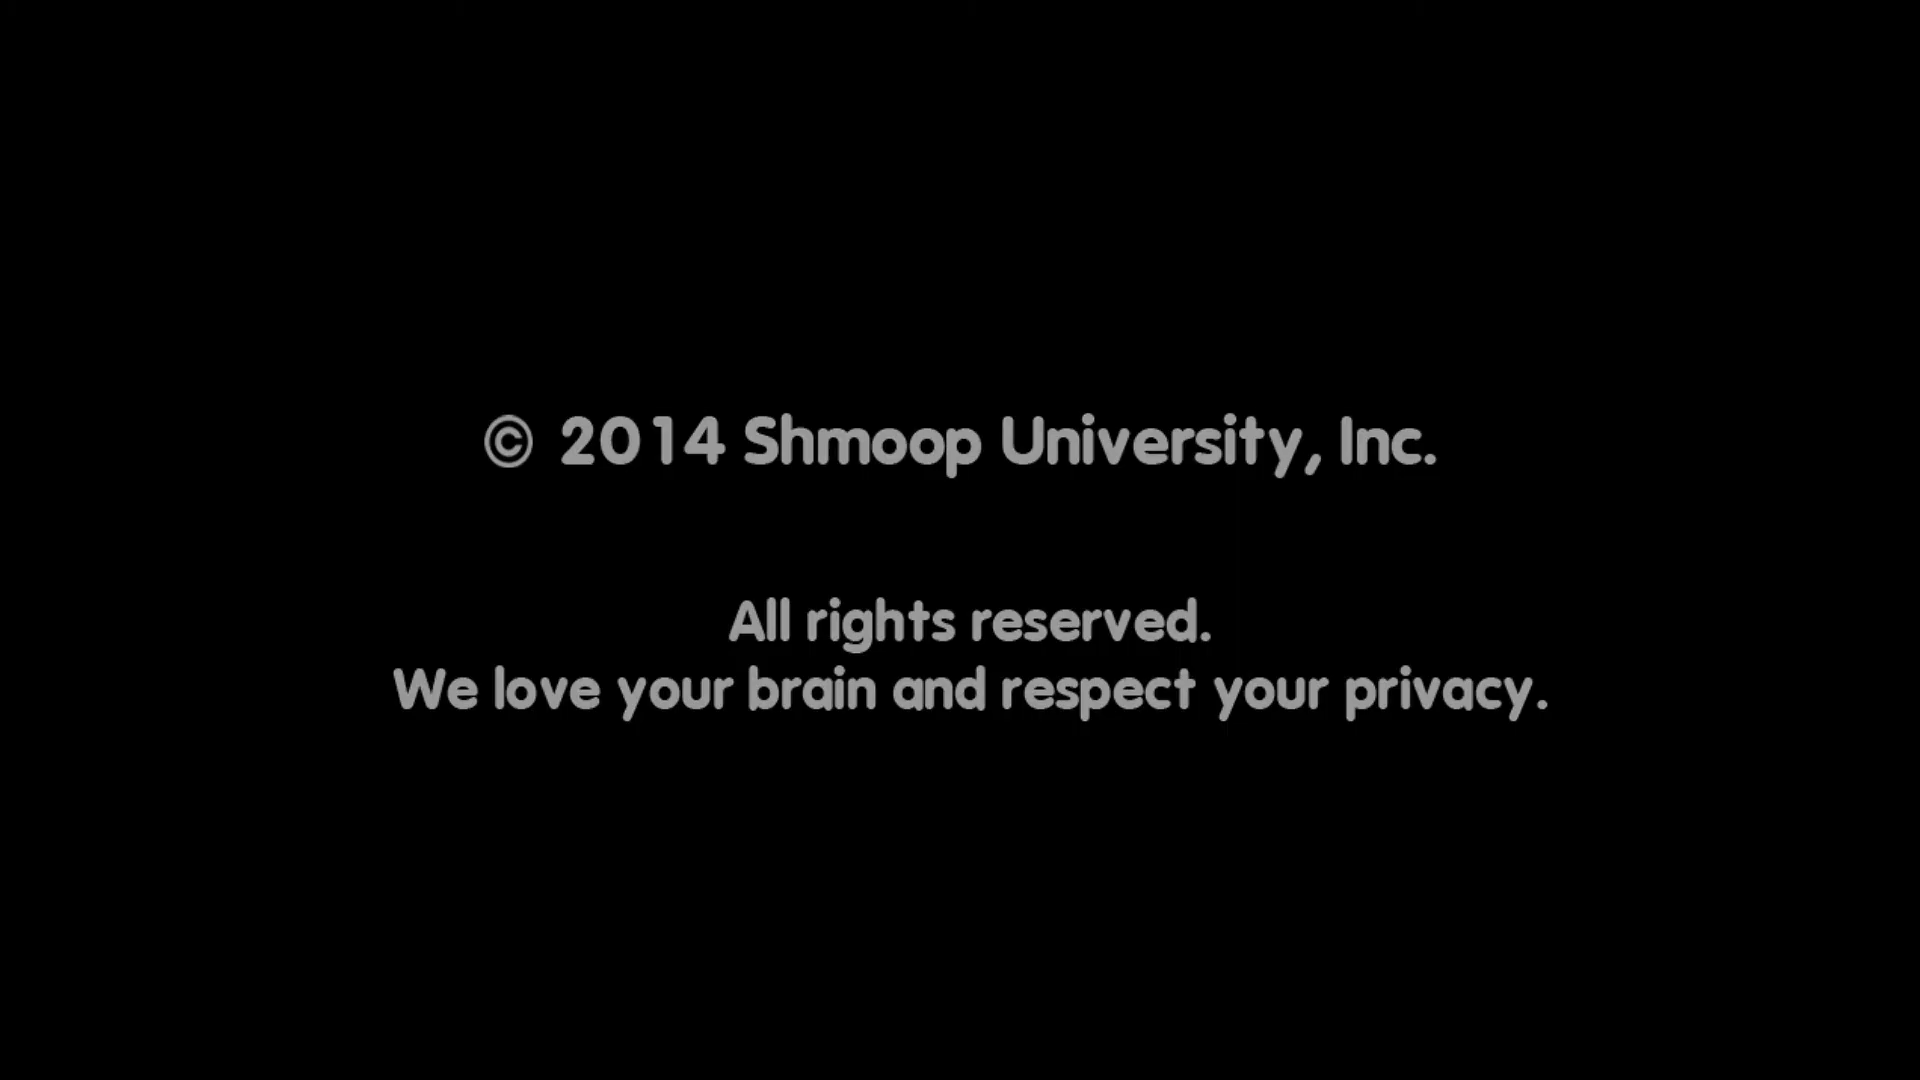 © 2014 Shmoop University, Inc.
All rights reserved.
We love your brain and respect your privacy.